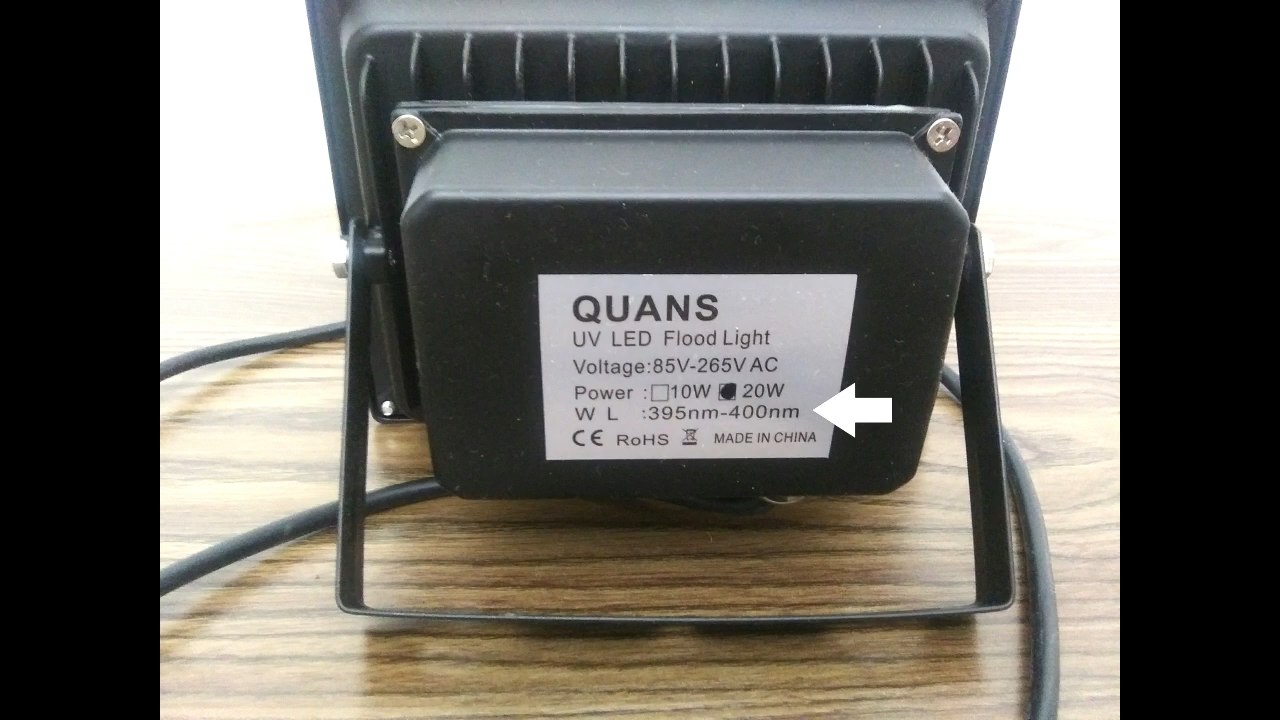 QUANS
UV LED Flood Light
Voltage:85V-265V AC
Power :☐10W ■ 20W
W L :395nm-400nm
CE RoHS MADE IN CHINA